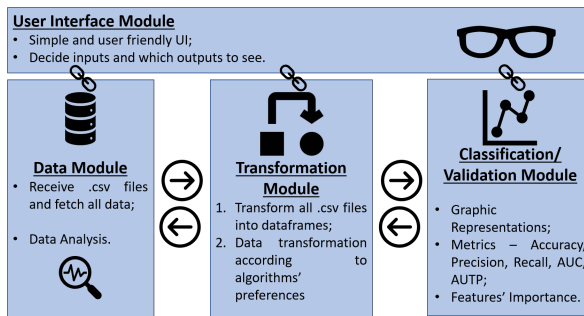 User Interface Module
• Simple and user friendly UI;
• Decide inputs and which outputs to see.
Data Module
• Receive .csv files
and fetch all data;
• Data Analysis.
Transformation
Module
1. Transform all .csv files
into dataframes;
2. Data transformation
according to
algorithms'
preferences
Classification/
Validation Module
• Graphic
Representations;
• Metrics – Accuracy,
Precision, Recall, AUC,
AUTP;
• Features' Importance.